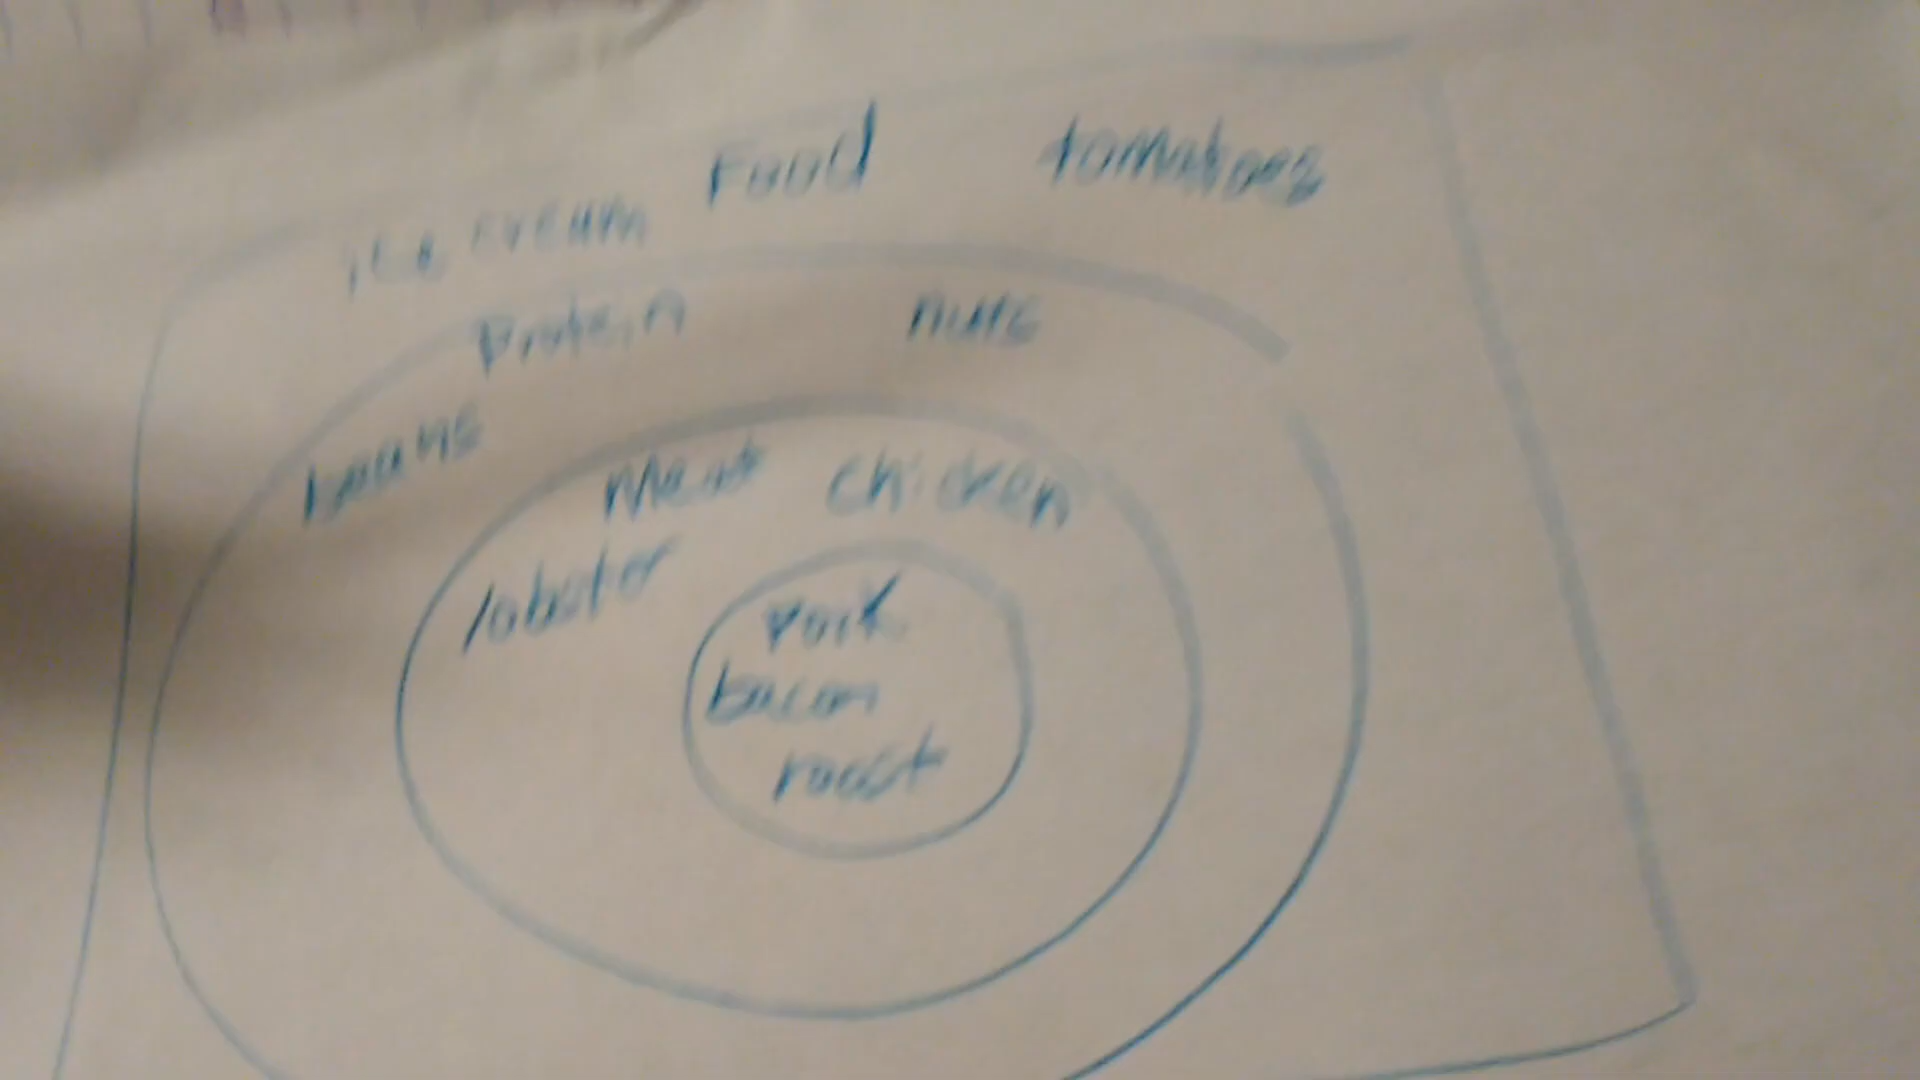 Food
tomatoes
ice cream
Protein
nuts
beans
Meat
chicken
lobster
Pork
bacon
roast